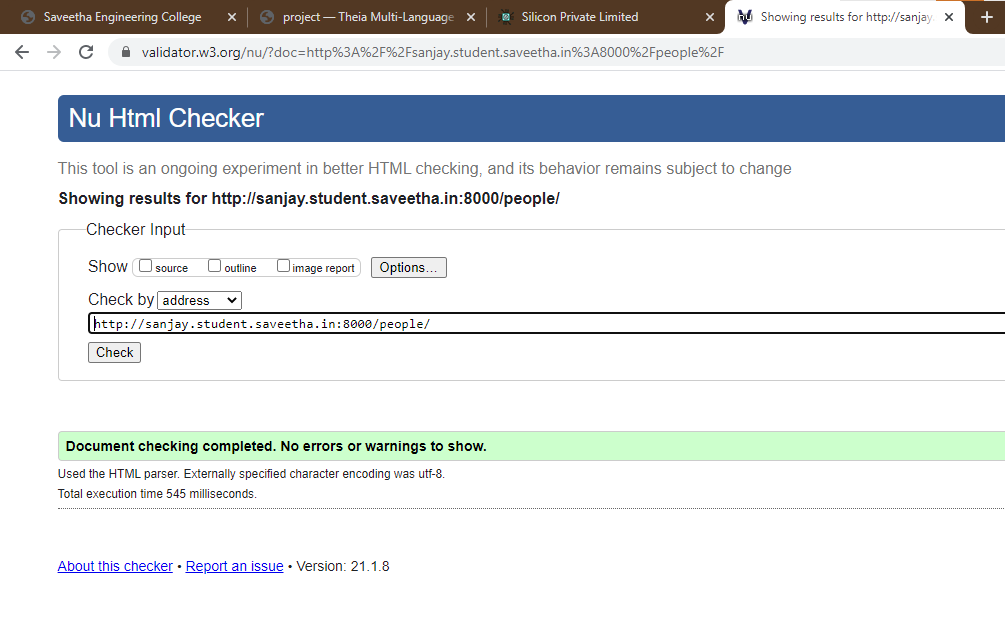 Saveetha Engineering College
project — Theia Multi-Language
Silicon Private Limited
nu Showing results for http://sanjay.
validator.w3.org/nu/?doc=http%3A%2F%2Fsanjay.student.saveetha.in%3A8000%2Fpeople%2F
Nu Html Checker
This tool is an ongoing experiment in better HTML checking, and its behavior remains subject to change
Showing results for http://sanjay.student.saveetha.in:8000/people/
Checker Input
Show source outline image report Options...
Check by address
http://sanjay.student.saveetha.in:8000/people/
Check
Document checking completed. No errors or warnings to show.
Used the HTML parser. Externally specified character encoding was utf-8.
Total execution time 545 milliseconds.
About this checker • Report an issue • Version: 21.1.8